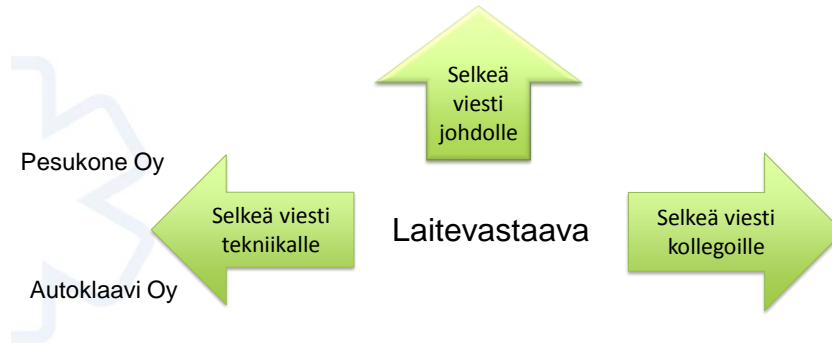 Selkeä
viesti
johdolle
Pesukone Oy
Selkeä viesti
tekniikalle
Laitevastaava
Selkeä viesti
kollegoille
Autoklaavi Oy